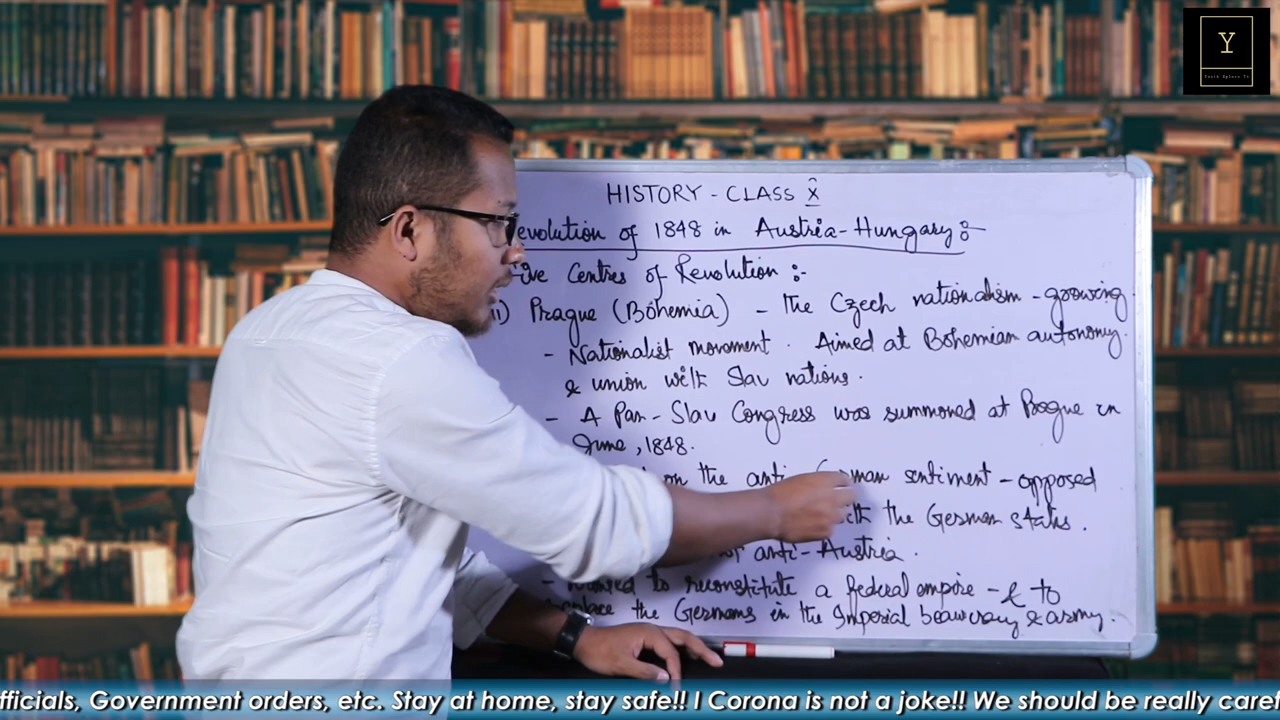 Y
HISTORY - CLASS X
evolution of 1848 in Austria-Hungary :-
Five Centres of Revolution :-
ii) Prague (Bohemia) - the Czech nationalism - growing.
- Nationalist movement. Aimed at Bohemian autonomy.
& union with Slav nations.
- A Pan-Slav Congress was summoned at Prague in
June, 1848.
on the anti-German sentiment - opposed
with the German states.
anti-Austria.
- to reconstitute a federal empire - & to
replace the Germans in the Imperial beaucracy & army.
fficials, Government orders, etc. Stay at home, stay safe!! I Corona is not a joke!! We should be really caref